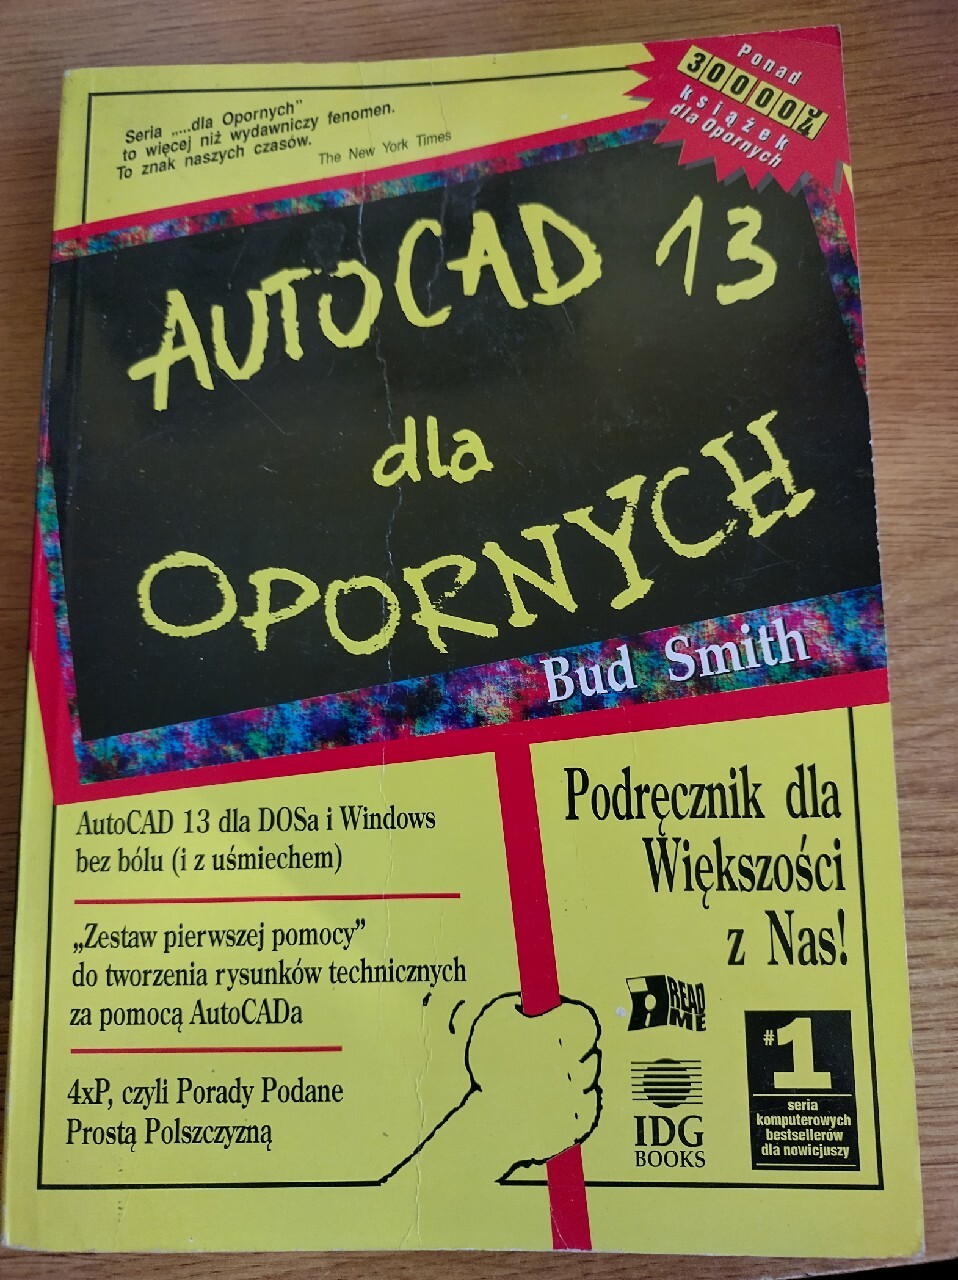 Seria „...dla Opornych”
to więcej niż wydawniczy fenomen.
To znak naszych czasów.
The New York Times
Ponad
300004
książek
dla Opornych
AUTOCAD 13
dla
OPORNYCH
Bud Smith
AutoCAD 13 dla DOSa i Windows
bez bólu (i z uśmiechem)
„Zestaw pierwszej pomocy”
do tworzenia rysunków technicznych
za pomocą AutoCADa
4xP, czyli Porady Podane
Prostą Polszczyzną
Podręcznik dla
Większości
z Nas!
READ
ME
IDG
BOOKS
#1
seria
komputerowych
bestsellerów
dla nowicjuszy